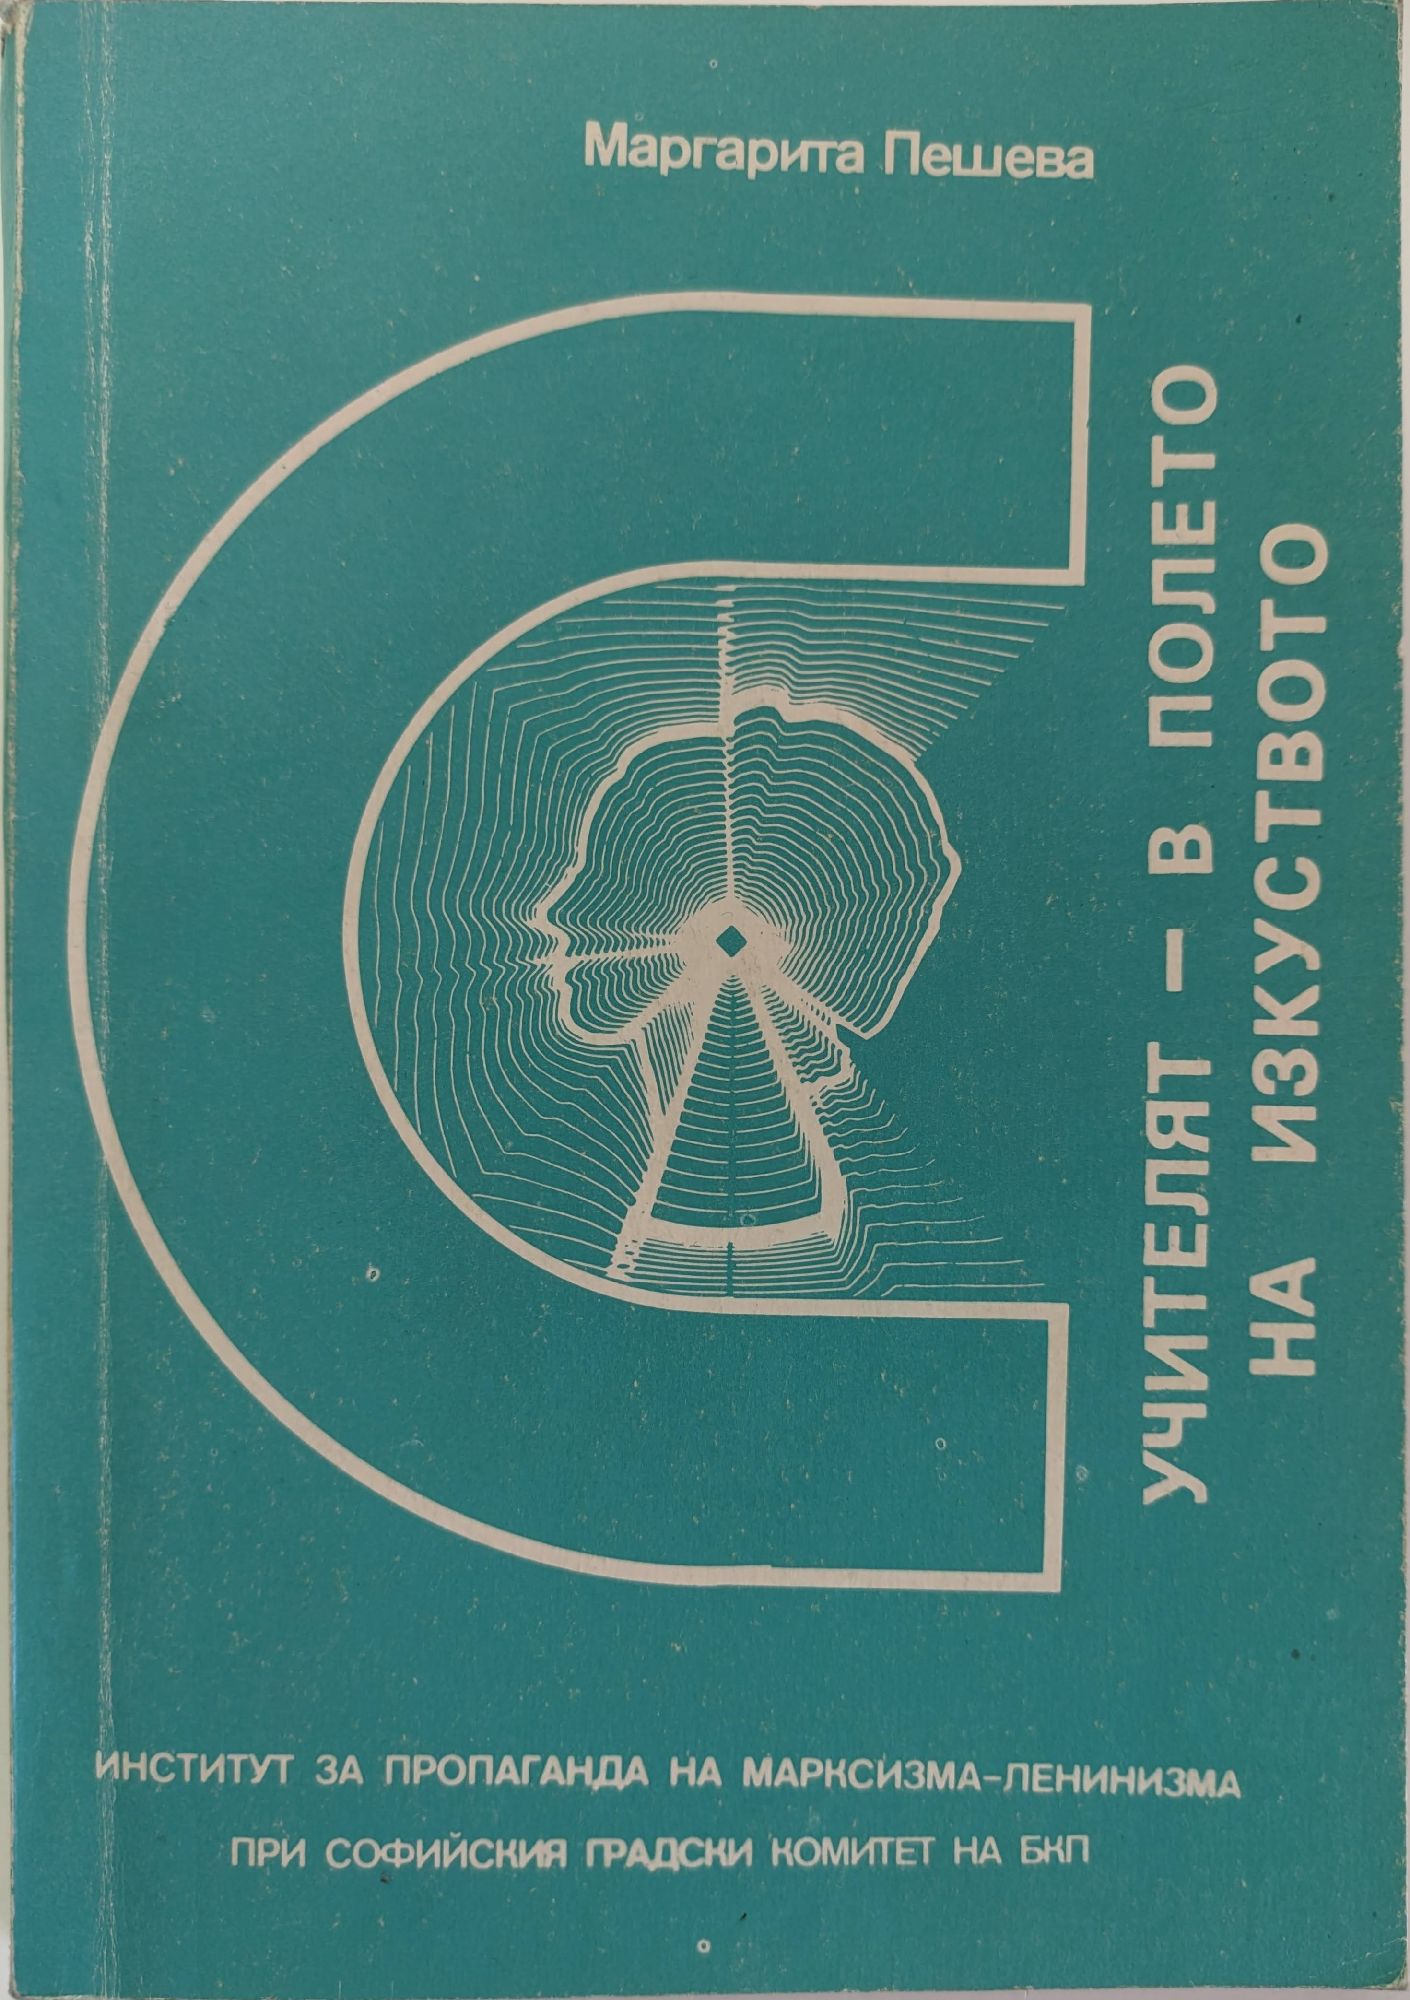 Маргарита Пешева
УЧИТЕЛЯТ – В ПОЛЕТО
НА ИЗКУСТВОТО
ИНСТИТУТ ЗА ПРОПАГАНДА НА МАРКСИЗМА-ЛЕНИНИЗМА
ПРИ СОФИЙСКИЯ ГРАДСКИ КОМИТЕТ НА БКП